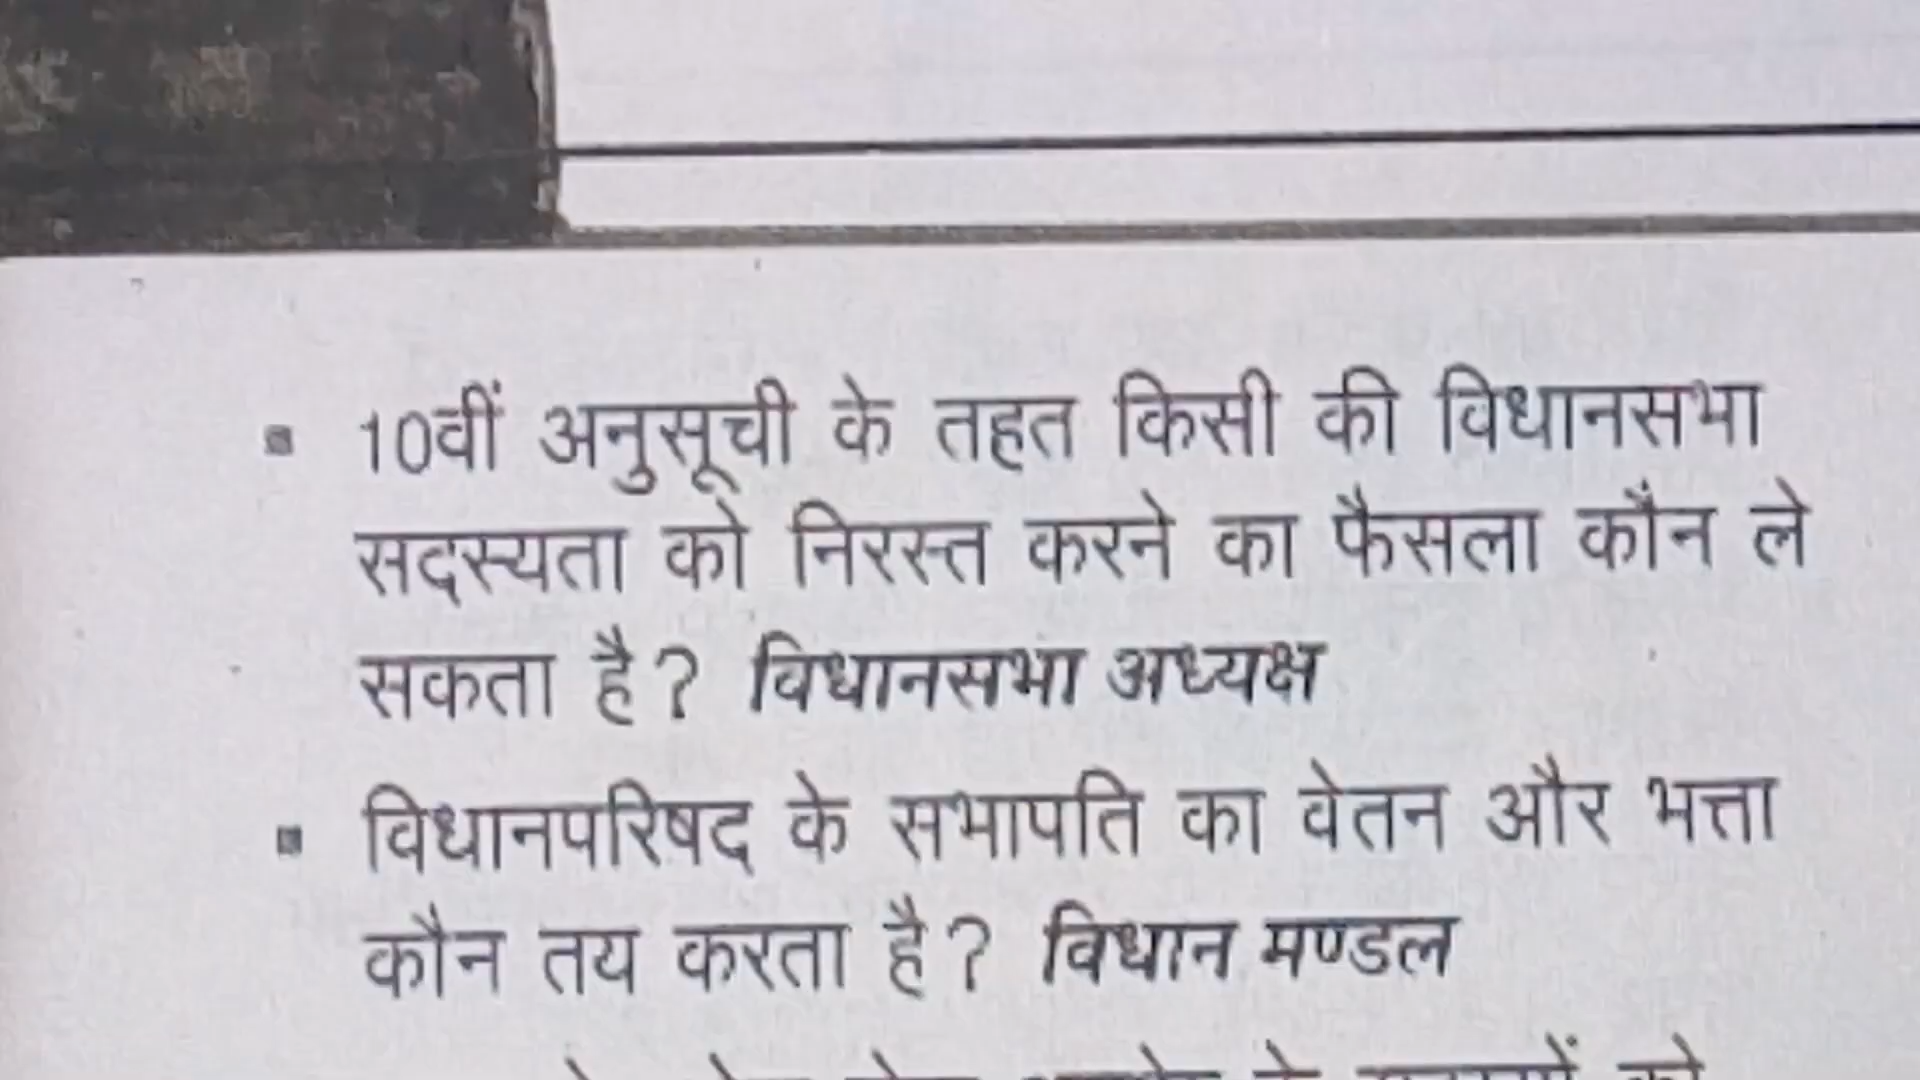 ▪ 10वीं अनुसूची के तहत किसी की विधानसभा
सदस्यता को निरस्त करने का फैसला कौन ले
सकता है? विधानसभा अध्यक्ष
▪ विधानपरिषद के सभापति का वेतन और भत्ता
कौन तय करता है? विधान मण्डल